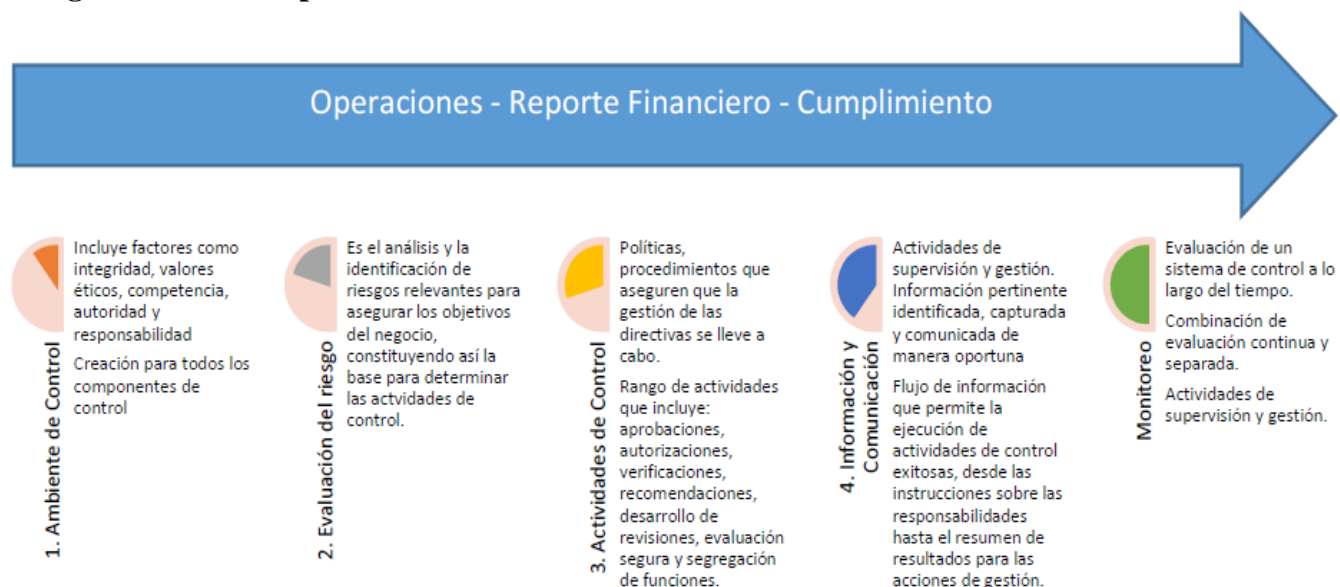 Operaciones - Reporte Financiero - Cumplimiento
1. Ambiente de Control
Incluye factores como
integridad, valores
éticos, competencia,
autoridad y
responsabilidad
Creación para todos los
componentes de
control
2. Evaluación del riesgo
Es el análisis y la
identificación de
riesgos relevantes para
asegurar los objetivos
del negocio,
constituyendo así la
base para determinar
las actvidades de
control.
3. Actividades de Control
Políticas,
procedimientos que
aseguren que la
gestión de las
directivas se lleve a
cabo.
Rango de actividades
que incluye:
aprobaciones,
autorizaciones,
verificaciones,
recomendaciones,
desarrollo de
revisiones, evaluación
segura y segregación
de funciones.
4. Información y
Comunicación
Actividades de
supervisión y gestión.
Información pertinente
identificada, capturada
y comunicada de
manera oportuna
Flujo de información
que permite la
ejecución de
actividades de control
exitosas, desde las
instrucciones sobre las
responsabilidades
hasta el resumen de
resultados para las
acciones de gestión.
Monitoreo
Evaluación de un
sistema de control a lo
largo del tiempo.
Combinación de
evaluación continua y
separada.
Actividades de
supervisión y gestión.